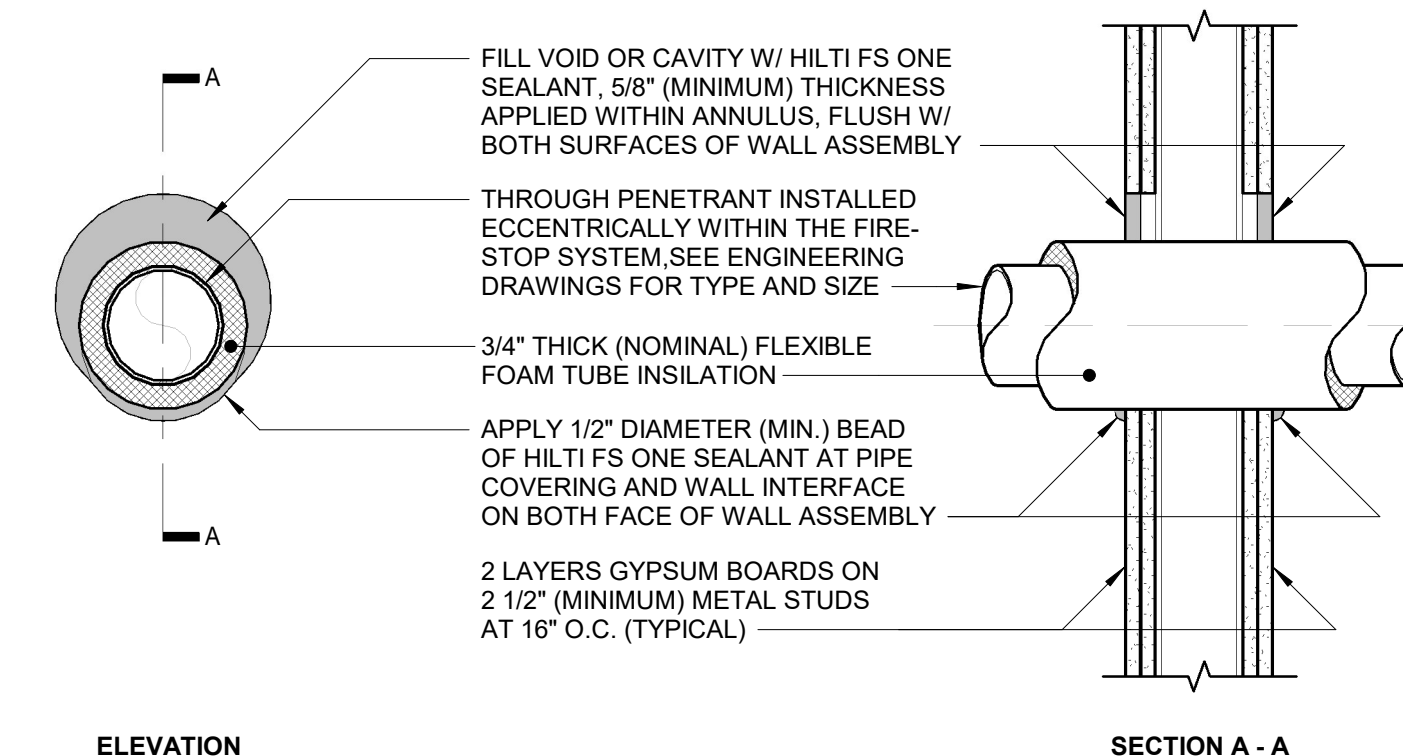 A
FILL VOID OR CAVITY W/ HILTI FS ONE
SEALANT, 5/8" (MINIMUM) THICKNESS
APPLIED WITHIN ANNULUS, FLUSH W/
BOTH SURFACES OF WALL ASSEMBLY
THROUGH PENETRANT INSTALLED
ECCENTRICALLY WITHIN THE FIRE-
STOP SYSTEM,SEE ENGINEERING
DRAWINGS FOR TYPE AND SIZE
3/4" THICK (NOMINAL) FLEXIBLE
FOAM TUBE INSILATION
APPLY 1/2" DIAMETER (MIN.) BEAD
OF HILTI FS ONE SEALANT AT PIPE
COVERING AND WALL INTERFACE
ON BOTH FACE OF WALL ASSEMBLY
A
2 LAYERS GYPSUM BOARDS ON
2 1/2" (MINIMUM) METAL STUDS
AT 16" O.C. (TYPICAL)
ELEVATION
SECTION A - A